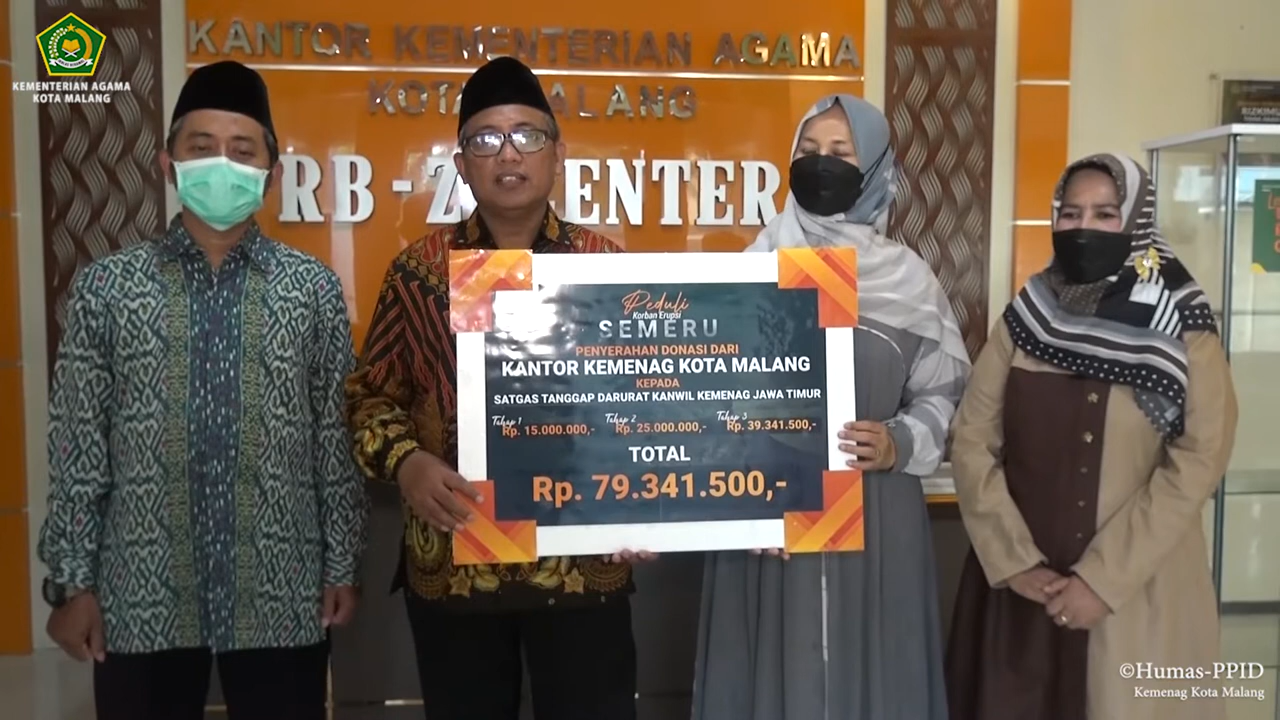 KEMENTERIAN AGAMA
KOTA MALANG
KANTOR KEMENTERIAN AGAMA
KOTA MALANG
RB - Z CENTER
Peduli
Korban Erupsi
SEMERU
PENYERAHAN DONASI DARI
KANTOR KEMENAG KOTA MALANG
KEPADA
SATGAS TANGGAP DARURAT KANWIL KEMENAG JAWA TIMUR
Tahap 1 Tahap 2 Tahap 3
Rp. 15.000.000,- Rp. 25.000.000,- Rp. 39.341.500,-
TOTAL
Rp. 79.341.500,-
©Humas-PPID
Kemenag Kota Malang